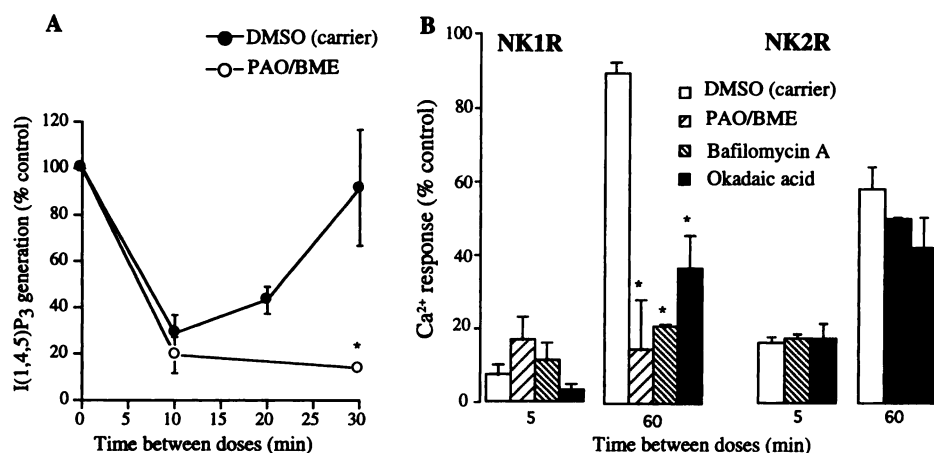 A
DMSO (carrier)
PAO/BME
I(1,4,5)P3 generation (% control)
120
100
80
60
40
20
0
0 5 10 15 20 25 30
Time between doses (min)
*
B
NK1R NK2R
DMSO (carrier)
PAO/BME
Bafilomycin A
Okadaic acid
Ca2+ response (% control)
100
80
60
40
20
0
* * *
5 60 5 60
Time between doses (min)